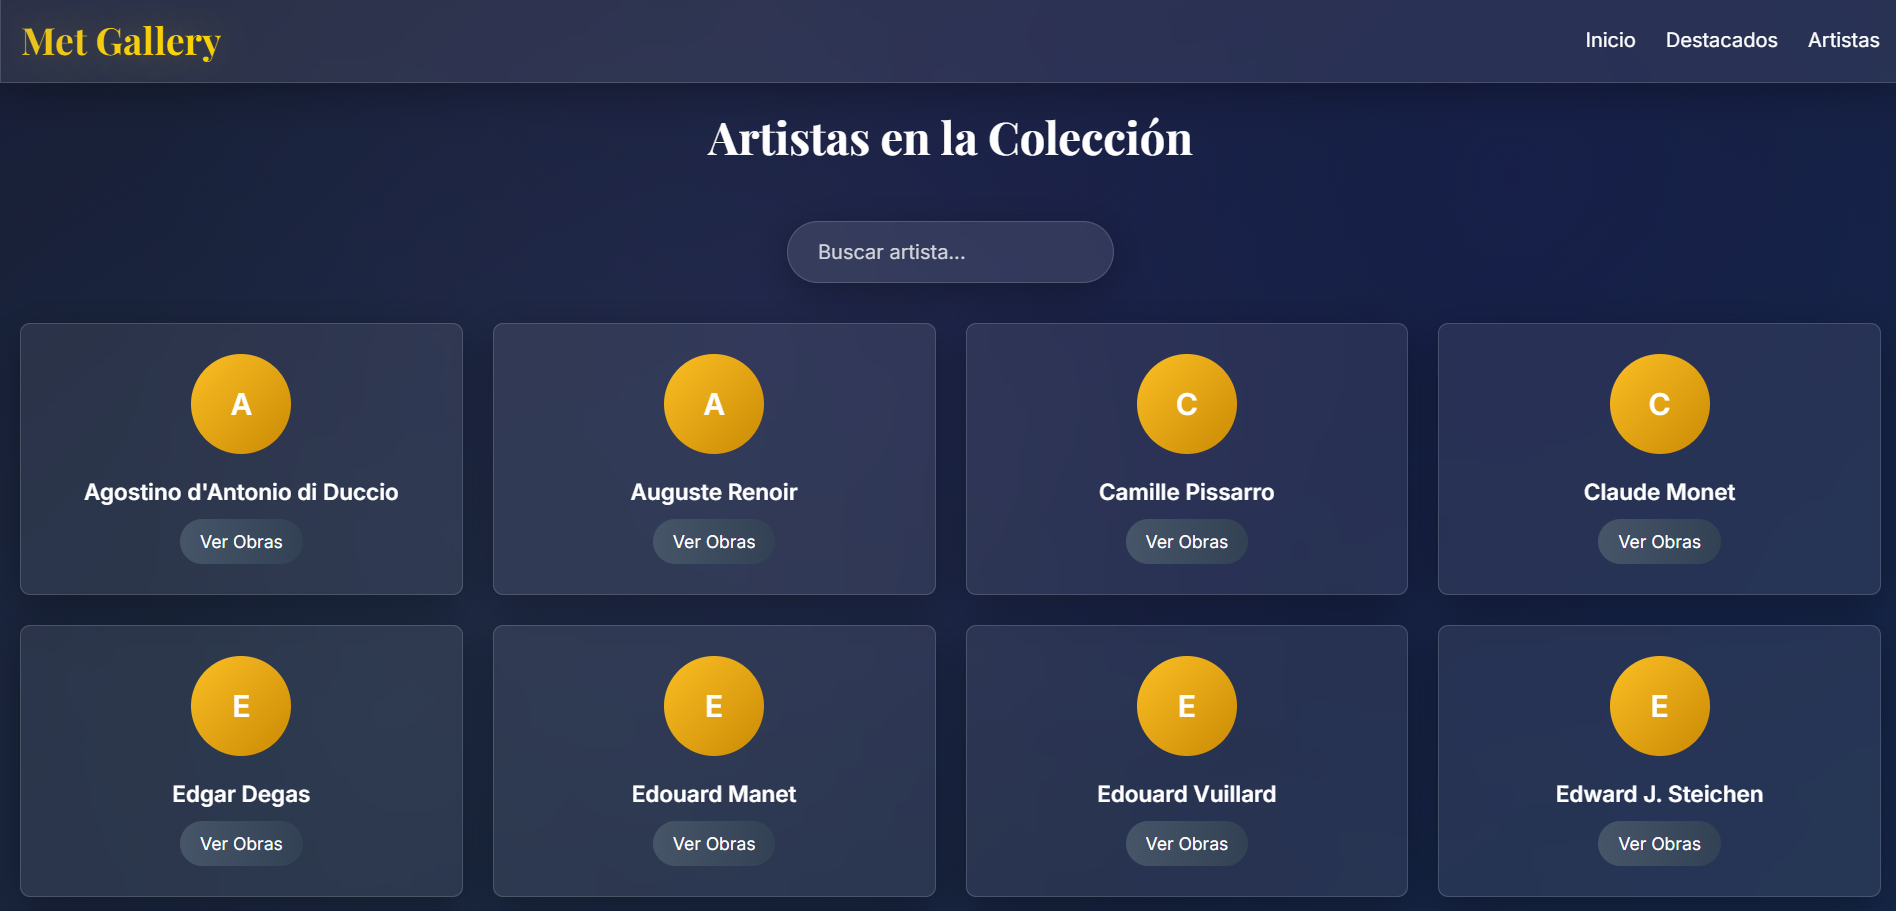 Met Gallery
Inicio Destacados Artistas
Artistas en la Colección
Buscar artista...
A
Agostino d'Antonio di Duccio
Ver Obras
A
Auguste Renoir
Ver Obras
C
Camille Pissarro
Ver Obras
C
Claude Monet
Ver Obras
E
Edgar Degas
Ver Obras
E
Edouard Manet
Ver Obras
E
Edouard Vuillard
Ver Obras
E
Edward J. Steichen
Ver Obras